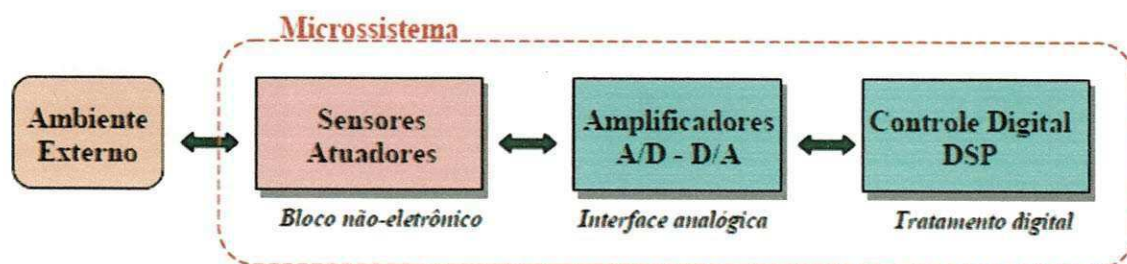 Microssistema
Ambiente
Externo
Sensores
Atuadores
Bloco não-eletrônico
Amplificadores
A/D - D/A
Interface analógica
Controle Digital
DSP
Tratamento digital